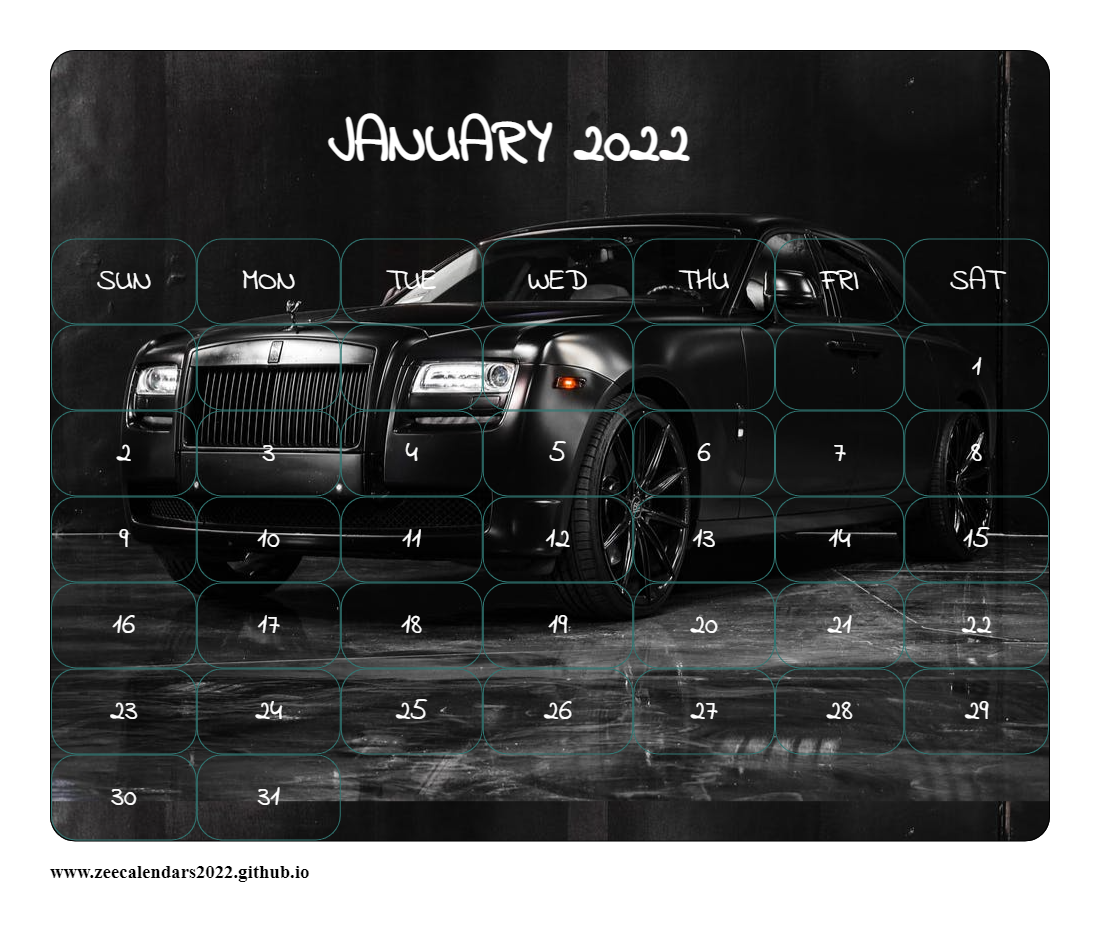 JANUARY 2022
SUN MON TUE WED THU FRI SAT
1
2 3 4 5 6 7 8
9 10 11 12 13 14 15
16 17 18 19 20 21 22
23 24 25 26 27 28 29
30 31
www.zeecalendars2022.github.io